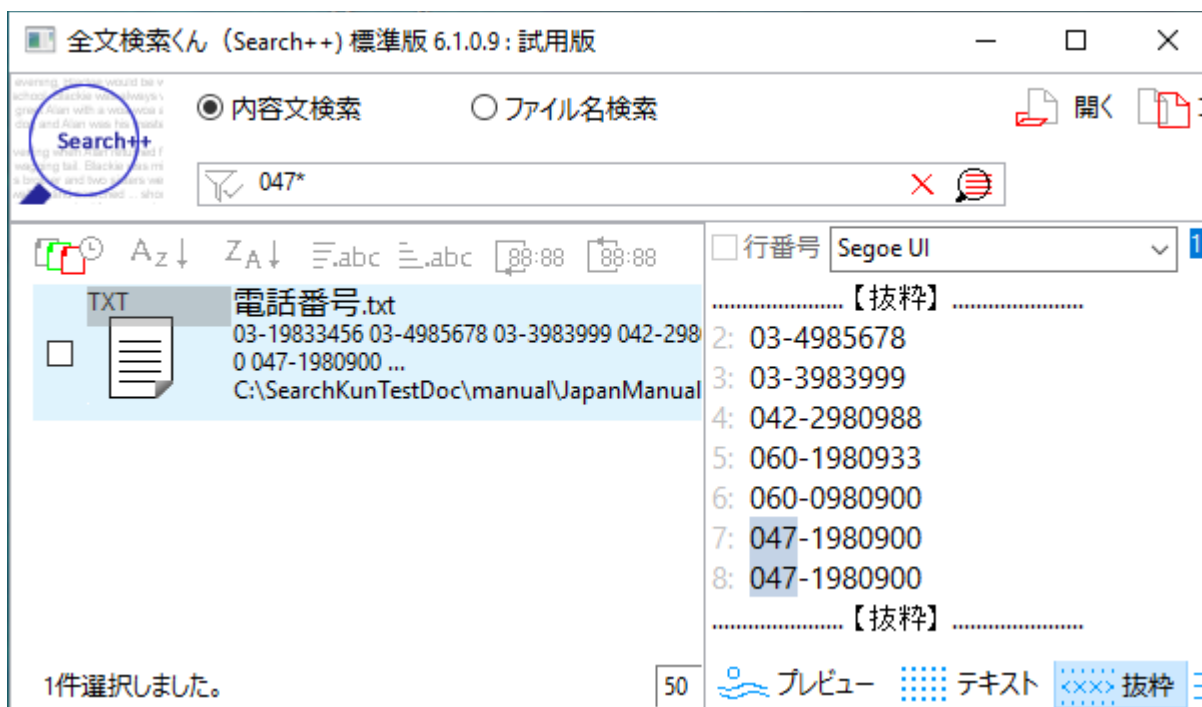 全文検索くん（Search++) 標準版 6.1.0.9 : 試用版
Search++
内容文検索
ファイル名検索
開く
047*
行番号
Segoe UI
1
AZ↓
ZA↓
.abc
.abc
88:88
88:88
TXT
電話番号.txt
03-19833456 03-4985678 03-3983999 042-298
0 047-1980900 ...
C:\SearchKunTestDoc\manual\JapanManual
......................【抜粋】......................
2: 03-4985678
3: 03-3983999
4: 042-2980988
5: 060-1980933
6: 060-0980900
7: 047-1980900
8: 047-1980900
......................【抜粋】......................
1件選択しました。
50
プレビュー
テキスト
<xx> 抜粋